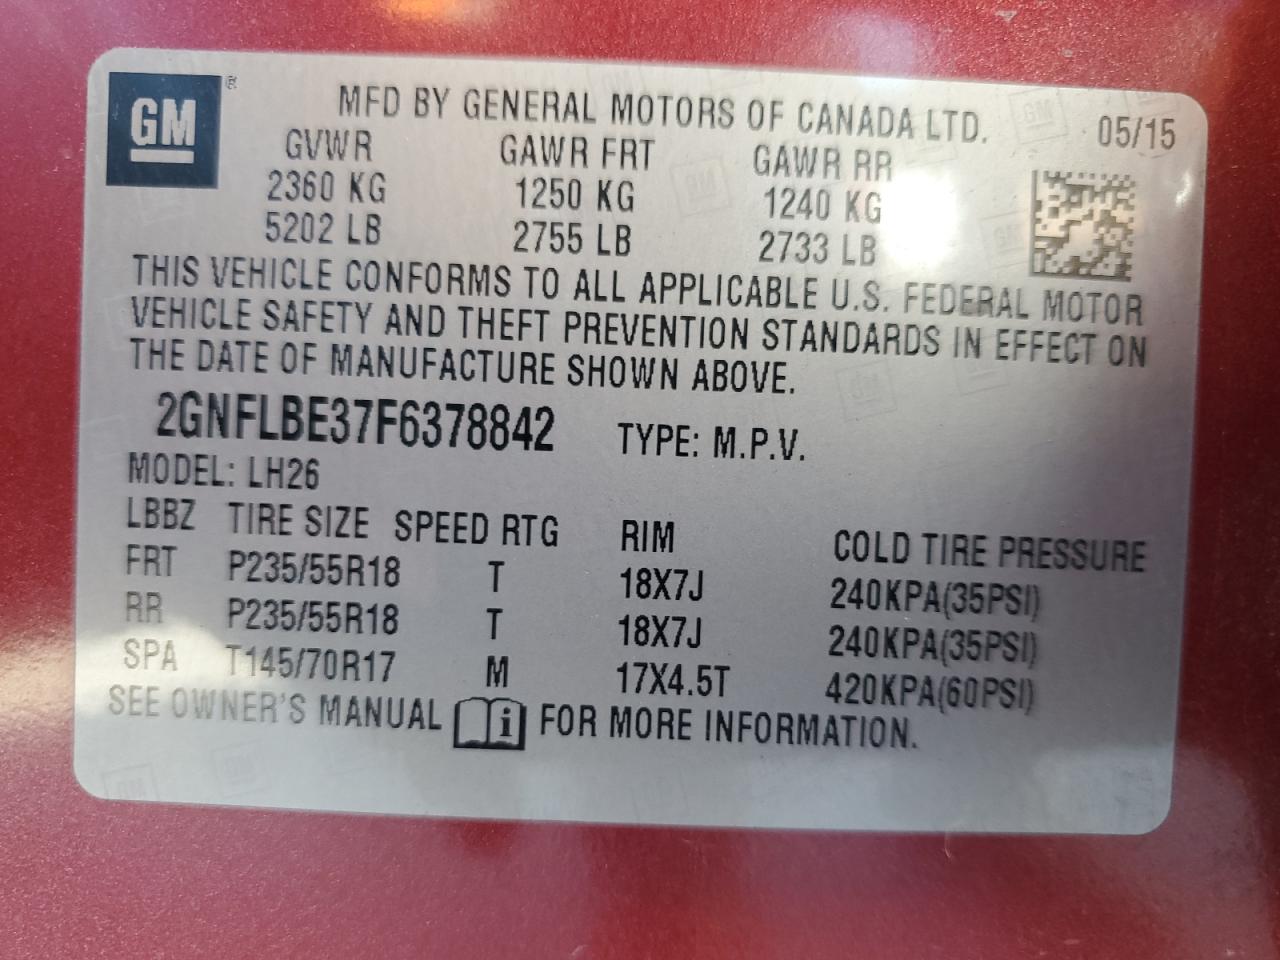 GM ®
MFD BY GENERAL MOTORS OF CANADA LTD. 05/15
GVWR GAWR FRT GAWR RR
2360 KG 1250 KG 1240 KG
5202 LB 2755 LB 2733 LB
THIS VEHICLE CONFORMS TO ALL APPLICABLE U.S. FEDERAL MOTOR
VEHICLE SAFETY AND THEFT PREVENTION STANDARDS IN EFFECT ON
THE DATE OF MANUFACTURE SHOWN ABOVE.
2GNFLBE37F6378842 TYPE: M.P.V.
MODEL: LH26
LBBZ TIRE SIZE SPEED RTG RIM COLD TIRE PRESSURE
FRT P235/55R18 T 18X7J 240KPA(35PSI)
RR P235/55R18 T 18X7J 240KPA(35PSI)
SPA T145/70R17 M 17X4.5T 420KPA(60PSI)
SEE OWNER'S MANUAL i FOR MORE INFORMATION.